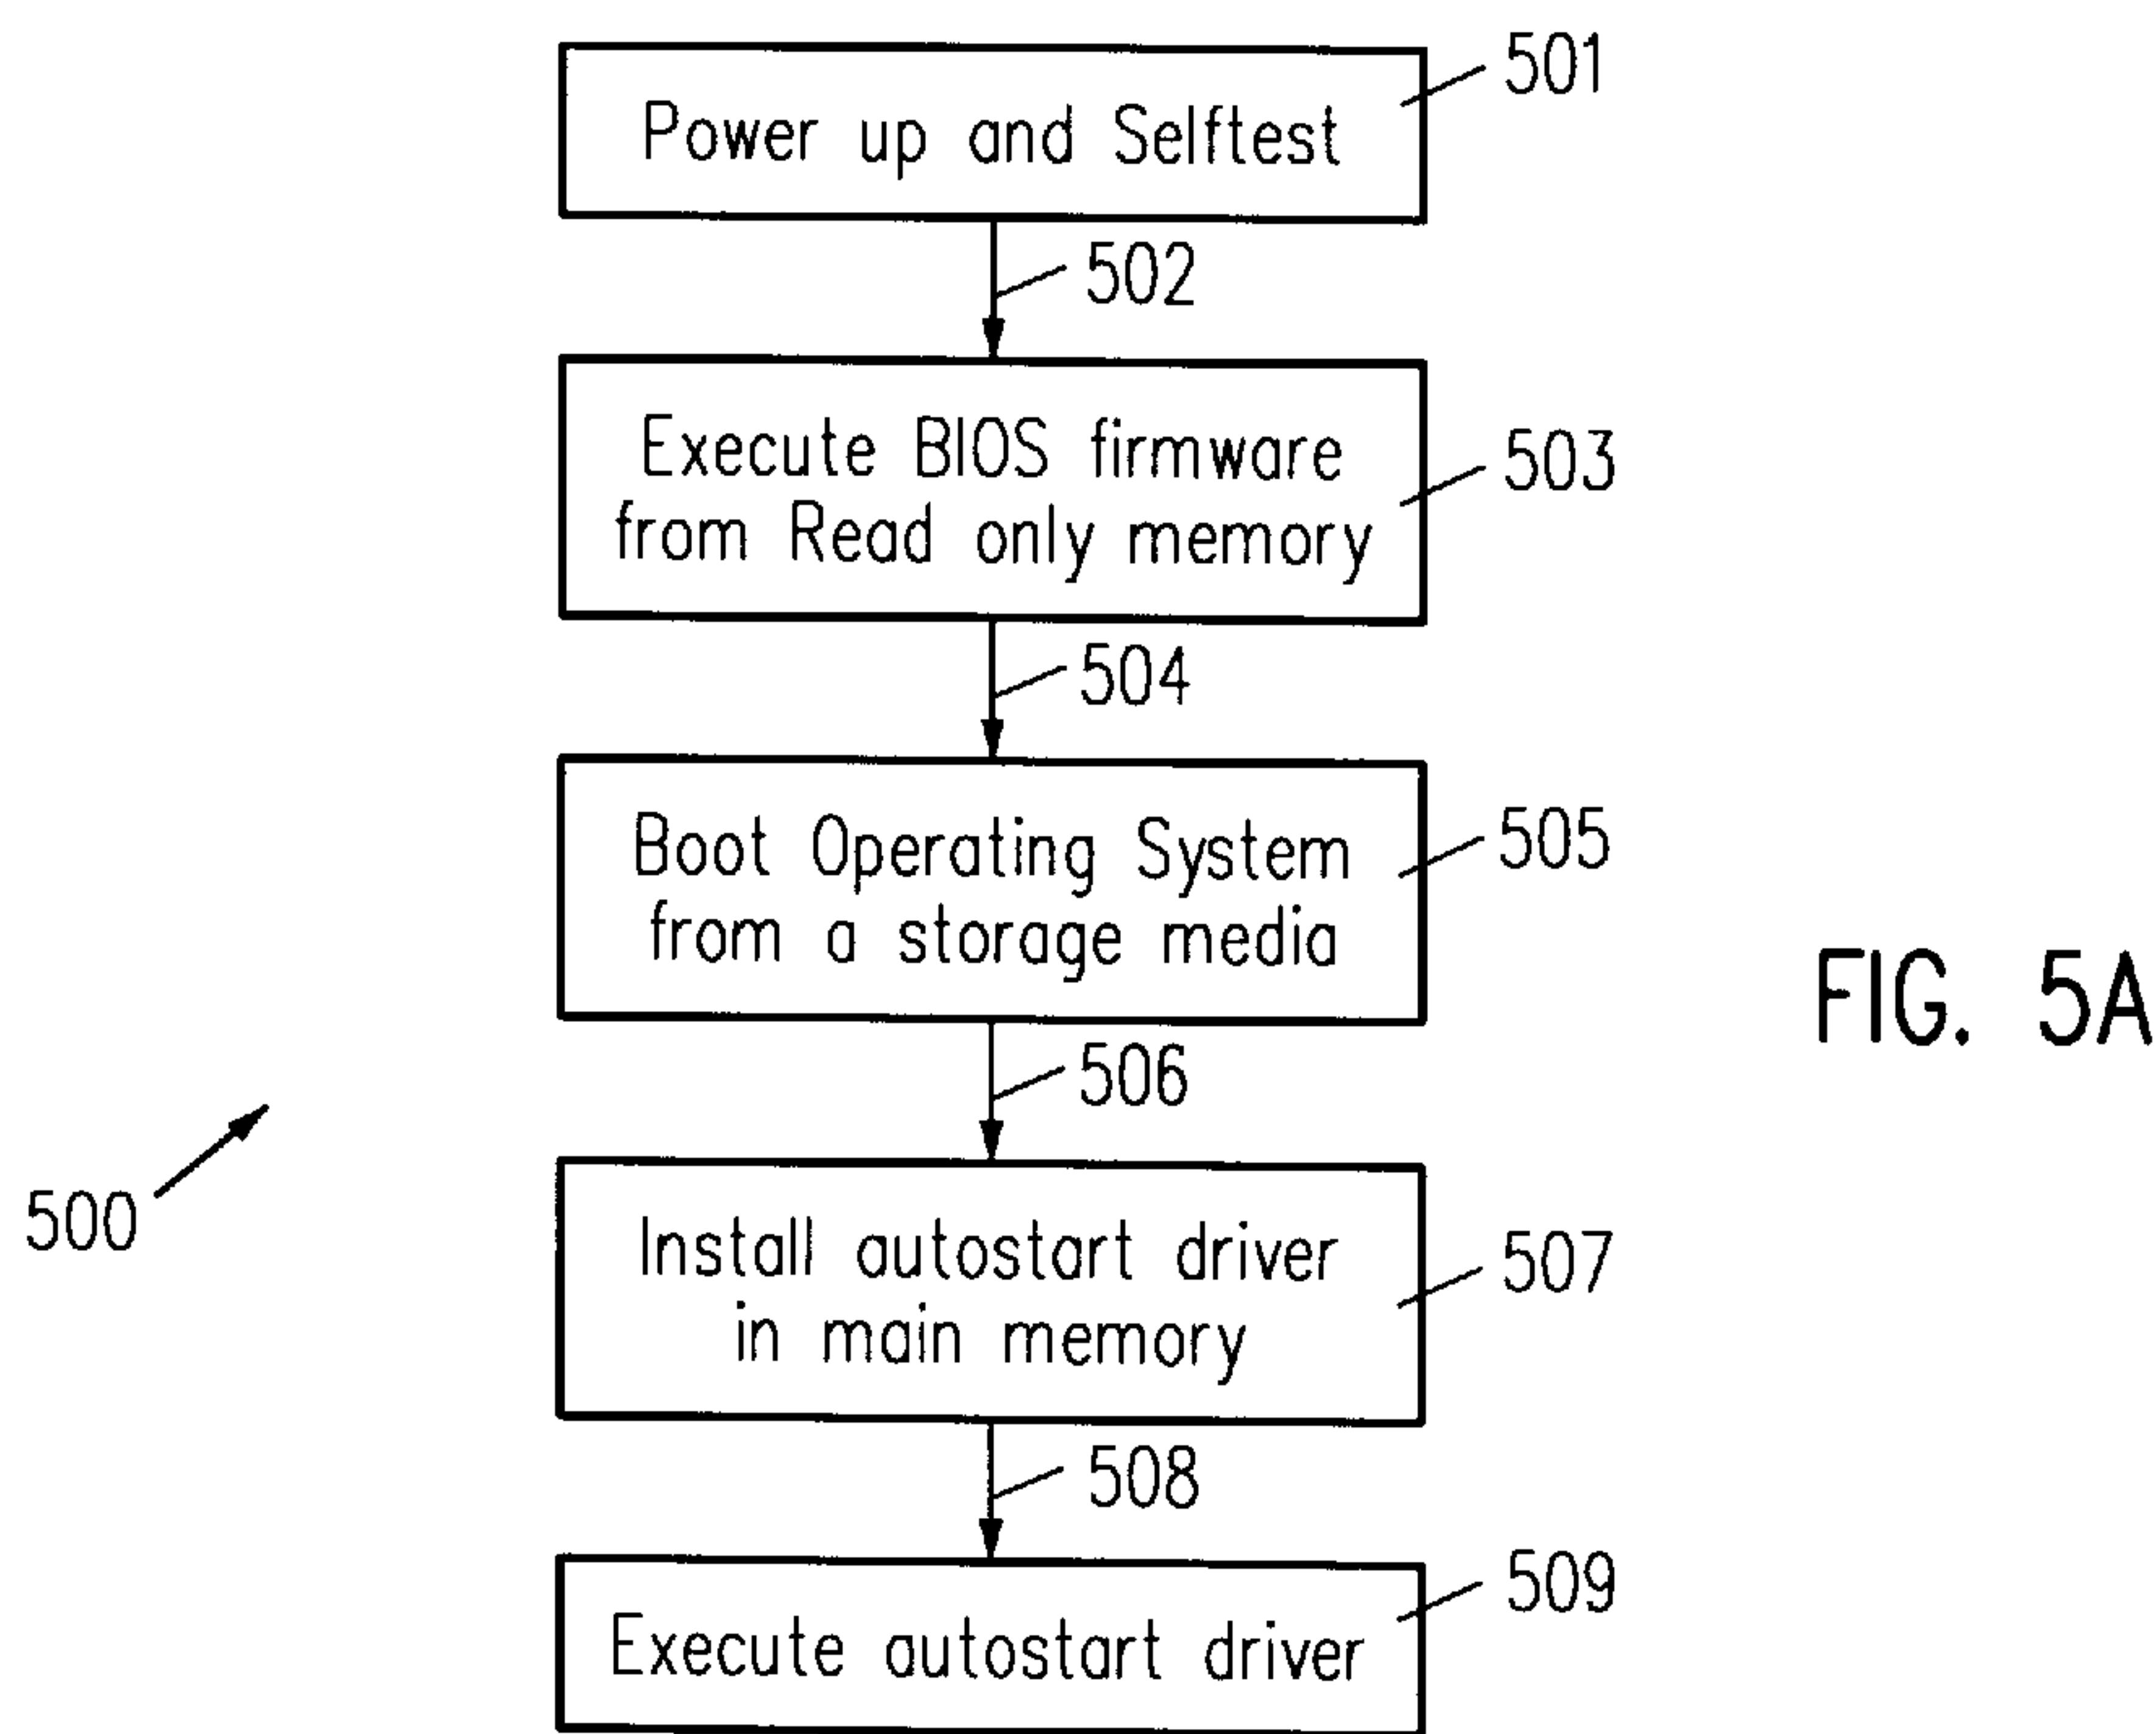 Power up and Selftest
501
502
Execute BIOS firmware
from Read only memory
503
504
Boot Operating System
from a storage media
505
FIG. 5A
506
500
Install autostart driver
in main memory
507
508
Execute autostart driver
509